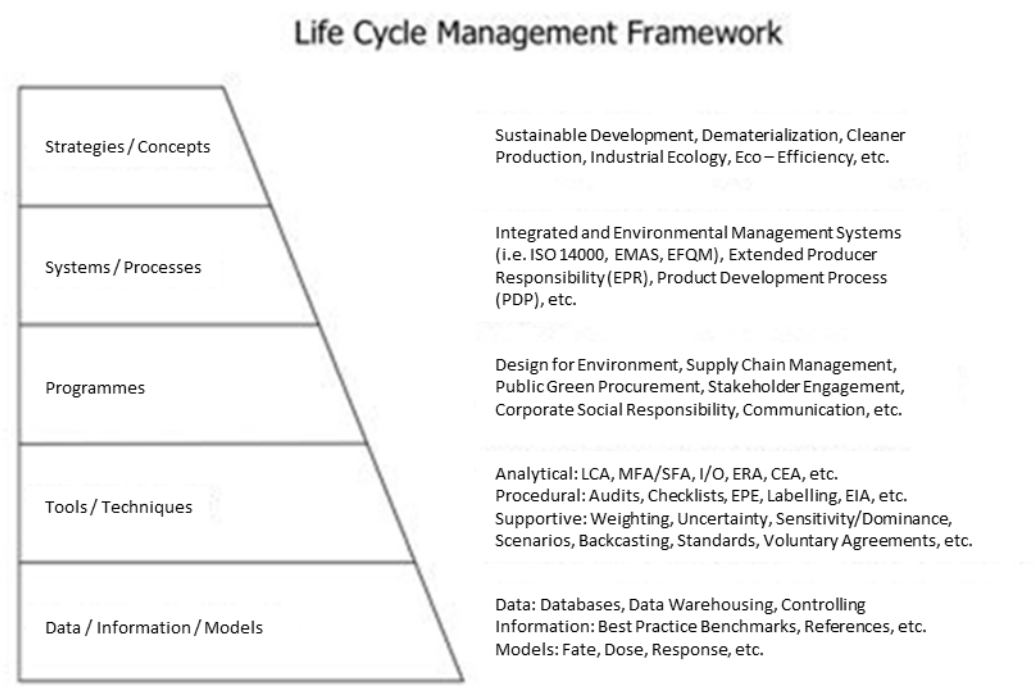 Life Cycle Management Framework
Strategies / Concepts
Sustainable Development, Dematerialization, Cleaner
Production, Industrial Ecology, Eco – Efficiency, etc.
Systems / Processes
Integrated and Environmental Management Systems
(i.e. ISO 14000, EMAS, EFQM), Extended Producer
Responsibility (EPR), Product Development Process
(PDP), etc.
Programmes
Design for Environment, Supply Chain Management,
Public Green Procurement, Stakeholder Engagement,
Corporate Social Responsibility, Communication, etc.
Tools / Techniques
Analytical: LCA, MFA/SFA, I/O, ERA, CEA, etc.
Procedural: Audits, Checklists, EPE, Labelling, EIA, etc.
Supportive: Weighting, Uncertainty, Sensitivity/Dominance,
Scenarios, Backcasting, Standards, Voluntary Agreements, etc.
Data / Information / Models
Data: Databases, Data Warehousing, Controlling
Information: Best Practice Benchmarks, References, etc.
Models: Fate, Dose, Response, etc.